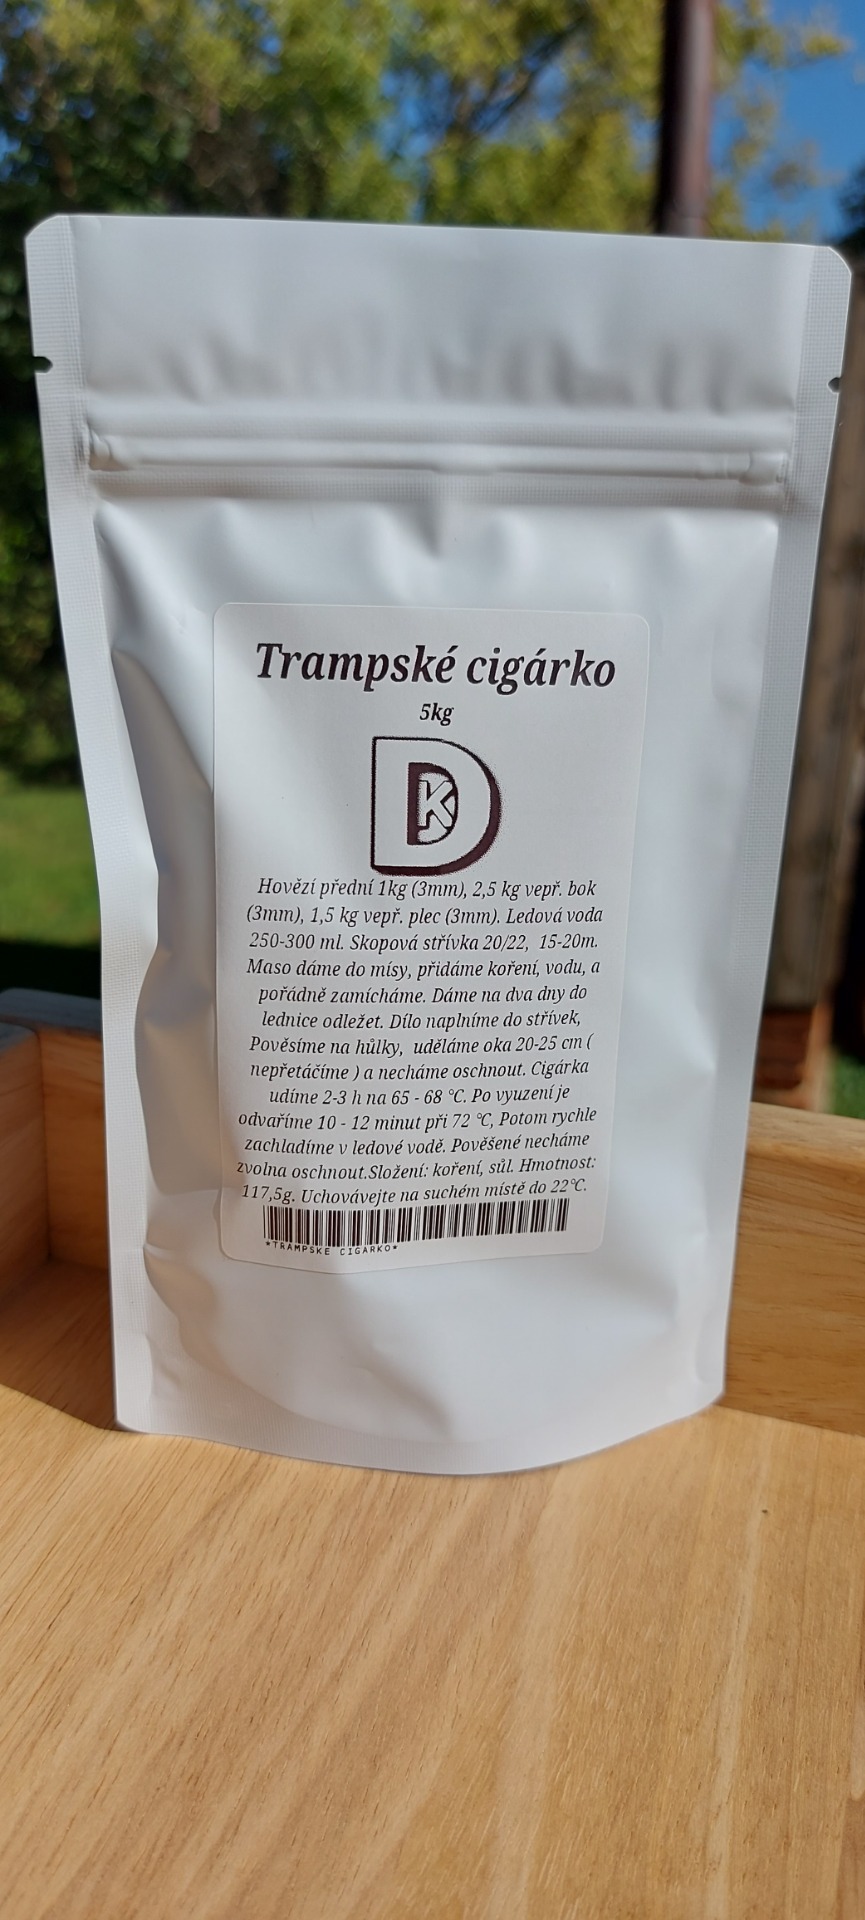 Trampské cigárko
5kg
DK
Hovězí přední 1kg (3mm), 2,5 kg vepř. bok
(3mm), 1,5 kg vepř. plec (3mm). Ledová voda
250-300 ml. Skopová střívka 20/22, 15-20m.
Maso dáme do mísy, přidáme koření, vodu, a
pořádně zamícháme. Dáme na dva dny do
lednice odležet. Dílo naplníme do střívek,
Pověsíme na hůlky, uděláme oka 20-25 cm (
nepřetáčíme ) a necháme oschnout. Cigárka
udíme 2-3 h na 65 - 68 °C. Po vyuzení je
odvaříme 10 - 12 minut při 72 °C, Potom rychle
zachladíme v ledové vodě. Pověšené necháme
zvolna oschnout.Složení: koření, sůl. Hmotnost:
117,5g. Uchovávejte na suchém místě do 22°C.
*TRAMPSKE CIGARKO*